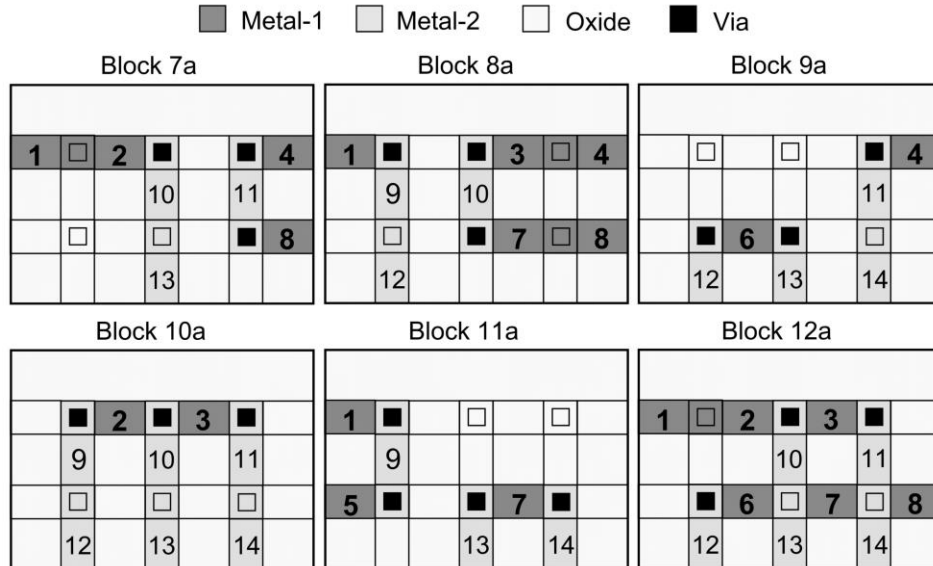 Metal-1 Metal-2 Oxide Via
Block 7a Block 8a Block 9a
1 2 4 1 3 4 4
10 11 9 10 11
8 7 8 6
13 12 12 13 14
Block 10a Block 11a Block 12a
2 3 1 1 2 3
9 10 11 9 10 11
5 7 6 7 8
12 13 14 13 14 12 13 14